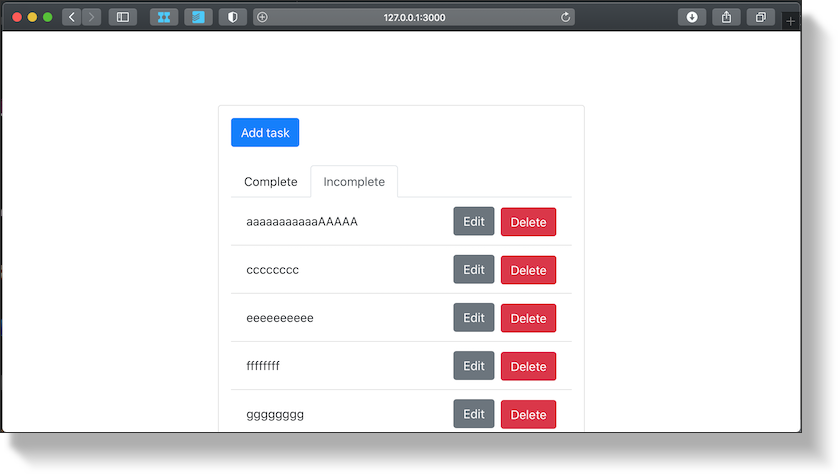 127.0.0.1:3000
Add task
Complete Incomplete
aaaaaaaaaaaAAAAA Edit Delete
cccccccc Edit Delete
eeeeeeeeee Edit Delete
ffffffff Edit Delete
gggggggg Edit Delete